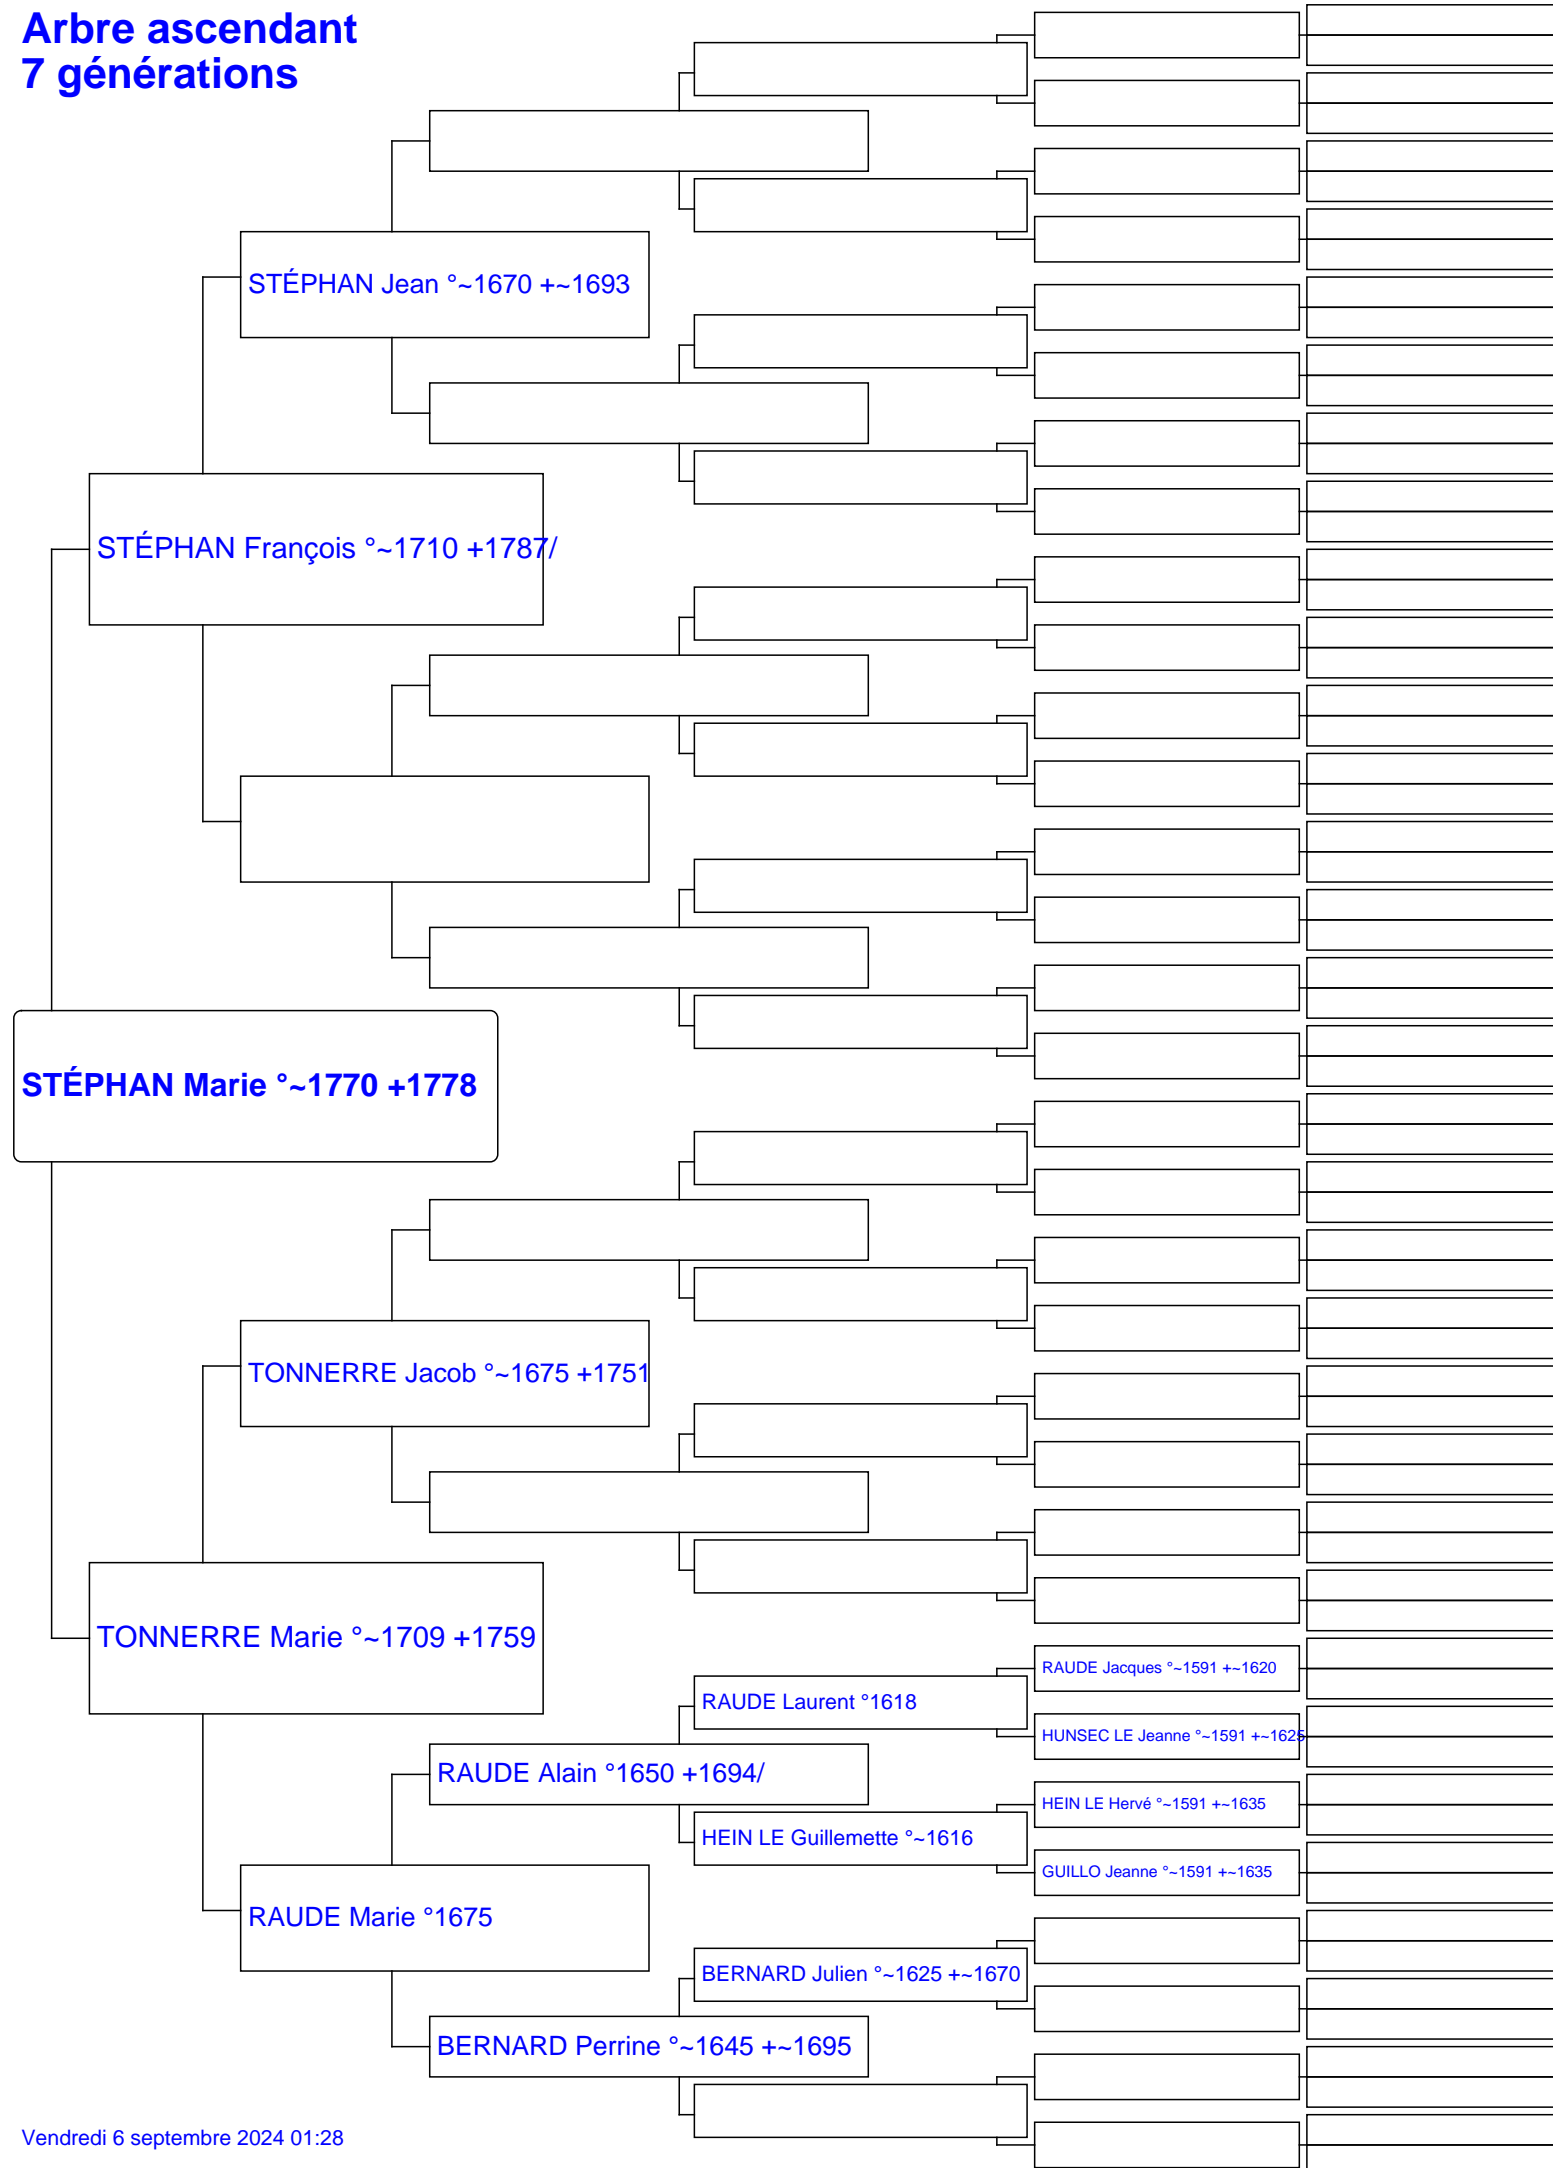 Arbre ascendant
7 générations
STÉPHAN Jean °~1670 +~1693
STÉPHAN François °~1710 +1787/
STÉPHAN Marie °~1770 +1778
TONNERRE Jacob °~1675 +1751
TONNERRE Marie °~1709 +1759
RAUDE Jacques °~1591 +~1620
RAUDE Laurent °1618
HUNSEC LE Jeanne °~1591 +~1625
RAUDE Alain °1650 +1694/
HEIN LE Hervé °~1591 +~1635
HEIN LE Guillemette °~1616
GUILLO Jeanne °~1591 +~1635
RAUDE Marie °1675
BERNARD Julien °~1625 +~1670
BERNARD Perrine °~1645 +~1695
Vendredi 6 septembre 2024 01:28